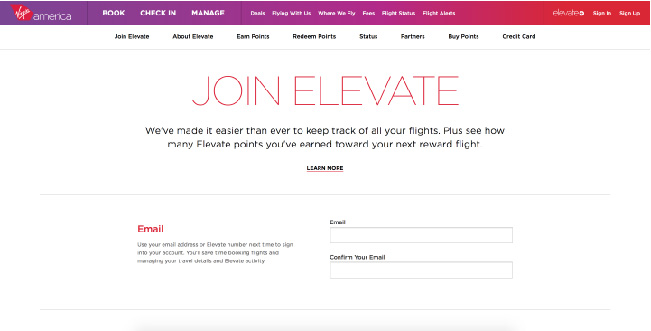 Virgin america BOOK CHECK IN MANAGE Deals Flying With Us Where We Fly Fees Flight Status Flight Alerts elevate Sign In Sign Up
Join Elevate About Elevate Earn Points Redeem Points Status Partners Buy Points Credit Card
JOIN ELEVATE
We've made it easier than ever to keep track of all your flights. Plus see how
many Elevate points you've earned toward your next reward flight.
LEARN MORE
Email
Use your email address or Elevate number next time to sign
into your account. You'll save time booking flights and
managing your travel details and Elevate activity.
Email
Confirm Your Email